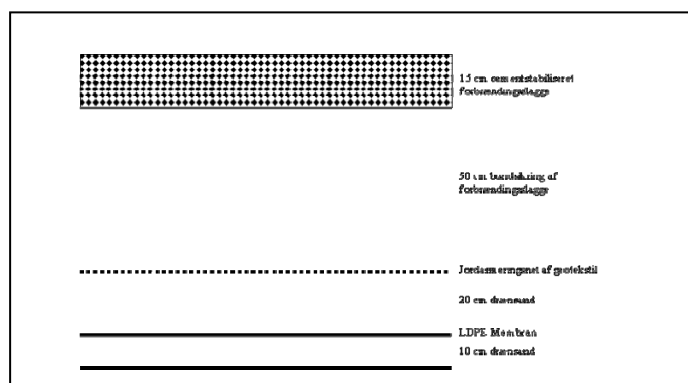 15 cm cementstabiliseret
forbrændingsslagge
50 cm bundsikring af
forbrændingsslagge
Jordarmeringsnet af geotekstil
20 cm drænsand
LDPE Membran
10 cm drænsand